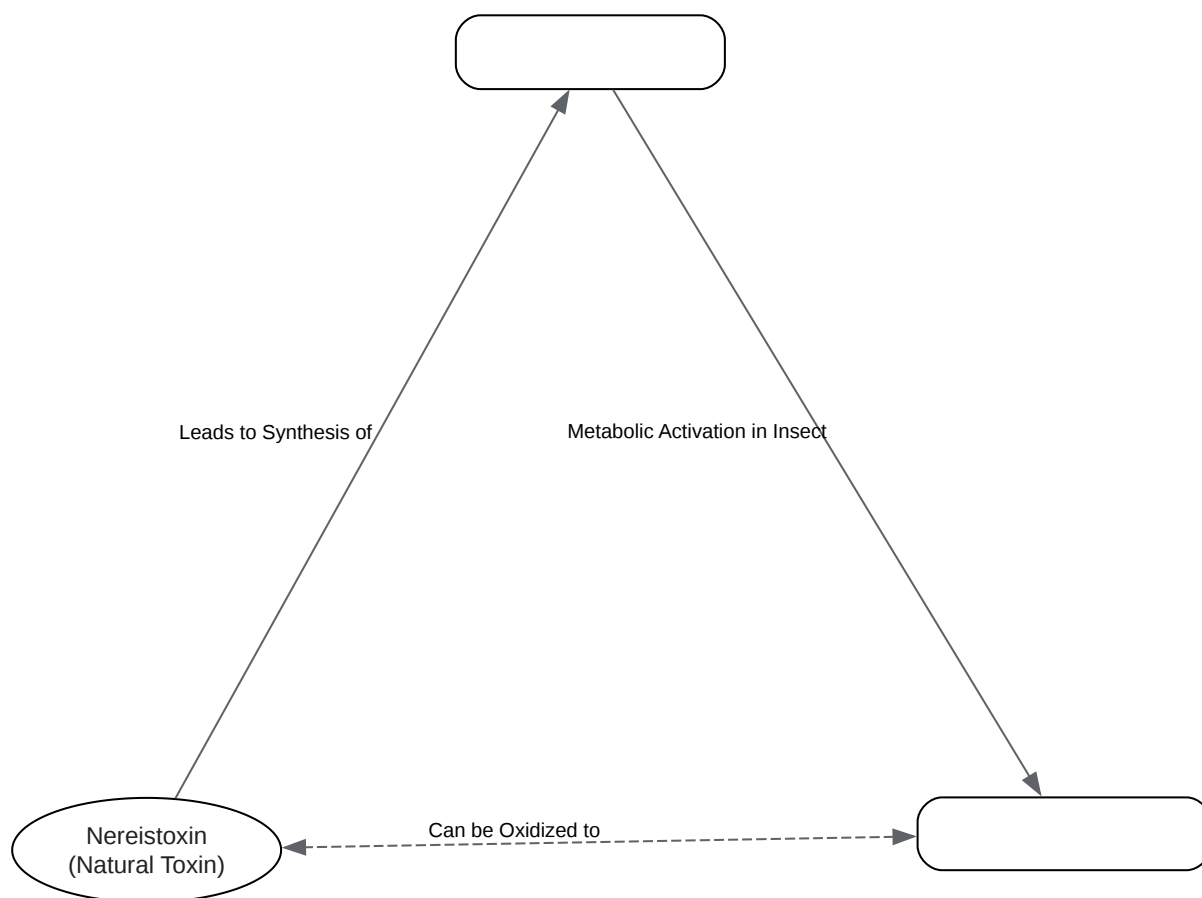 Leads to Synthesis of
Metabolic Activation in Insect
Can be Oxidized to
Nereistoxin
(Natural Toxin)